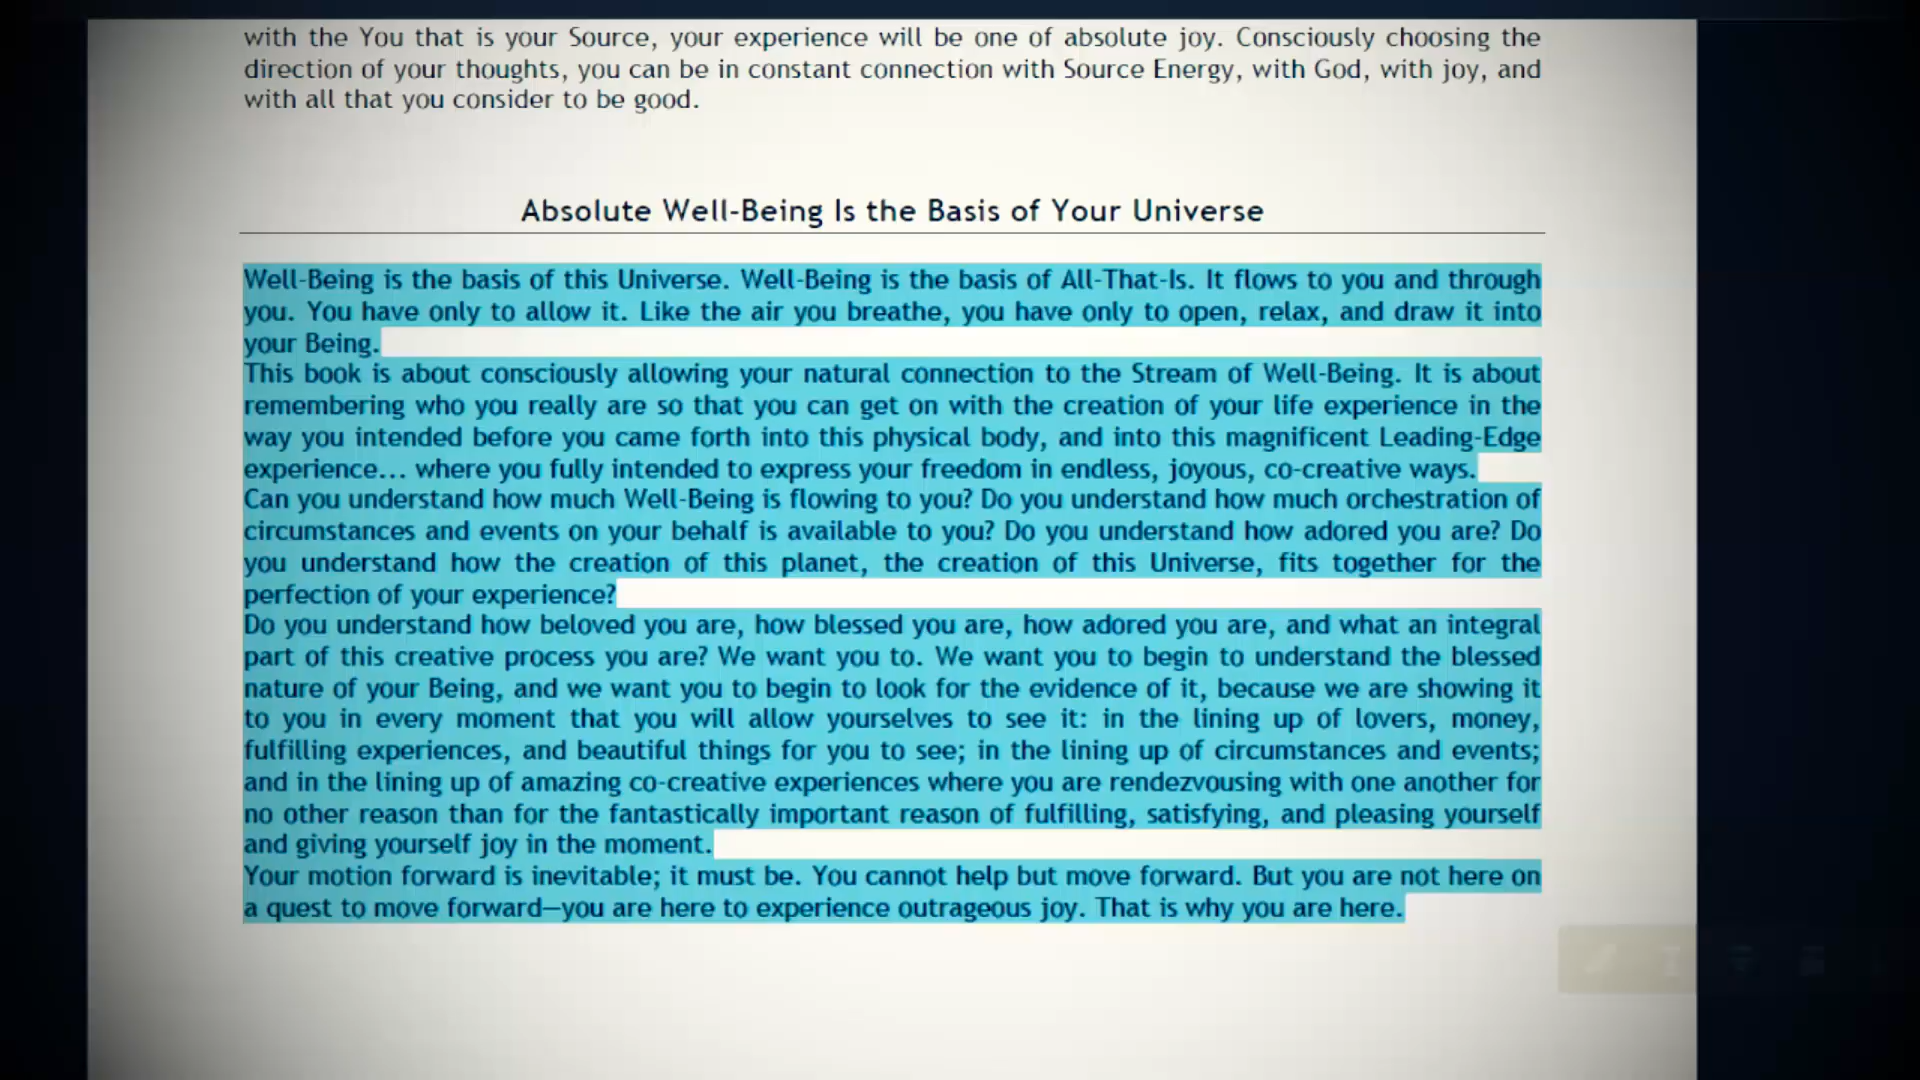 with the You that is your Source, your experience will be one of absolute joy. Consciously choosing the
direction of your thoughts, you can be in constant connection with Source Energy, with God, with joy, and
with all that you consider to be good.
Absolute Well-Being Is the Basis of Your Universe
Well-Being is the basis of this Universe. Well-Being is the basis of All-That-Is. It flows to you and through
you. You have only to allow it. Like the air you breathe, you have only to open, relax, and draw it into
your Being.
This book is about consciously allowing your natural connection to the Stream of Well-Being. It is about
remembering who you really are so that you can get on with the creation of your life experience in the
way you intended before you came forth into this physical body, and into this magnificent Leading-Edge
experience... where you fully intended to express your freedom in endless, joyous, co-creative ways.
Can you understand how much Well-Being is flowing to you? Do you understand how much orchestration of
circumstances and events on your behalf is available to you? Do you understand how adored you are? Do
you understand how the creation of this planet, the creation of this Universe, fits together for the
perfection of your experience?
Do you understand how beloved you are, how blessed you are, how adored you are, and what an integral
part of this creative process you are? We want you to. We want you to begin to understand the blessed
nature of your Being, and we want you to begin to look for the evidence of it, because we are showing it
to you in every moment that you will allow yourselves to see it: in the lining up of lovers, money,
fulfilling experiences, and beautiful things for you to see; in the lining up of circumstances and events;
and in the lining up of amazing co-creative experiences where you are rendezvousing with one another for
no other reason than for the fantastically important reason of fulfilling, satisfying, and pleasing yourself
and giving yourself joy in the moment.
Your motion forward is inevitable; it must be. You cannot help but move forward. But you are not here on
a quest to move forward—you are here to experience outrageous joy. That is why you are here.